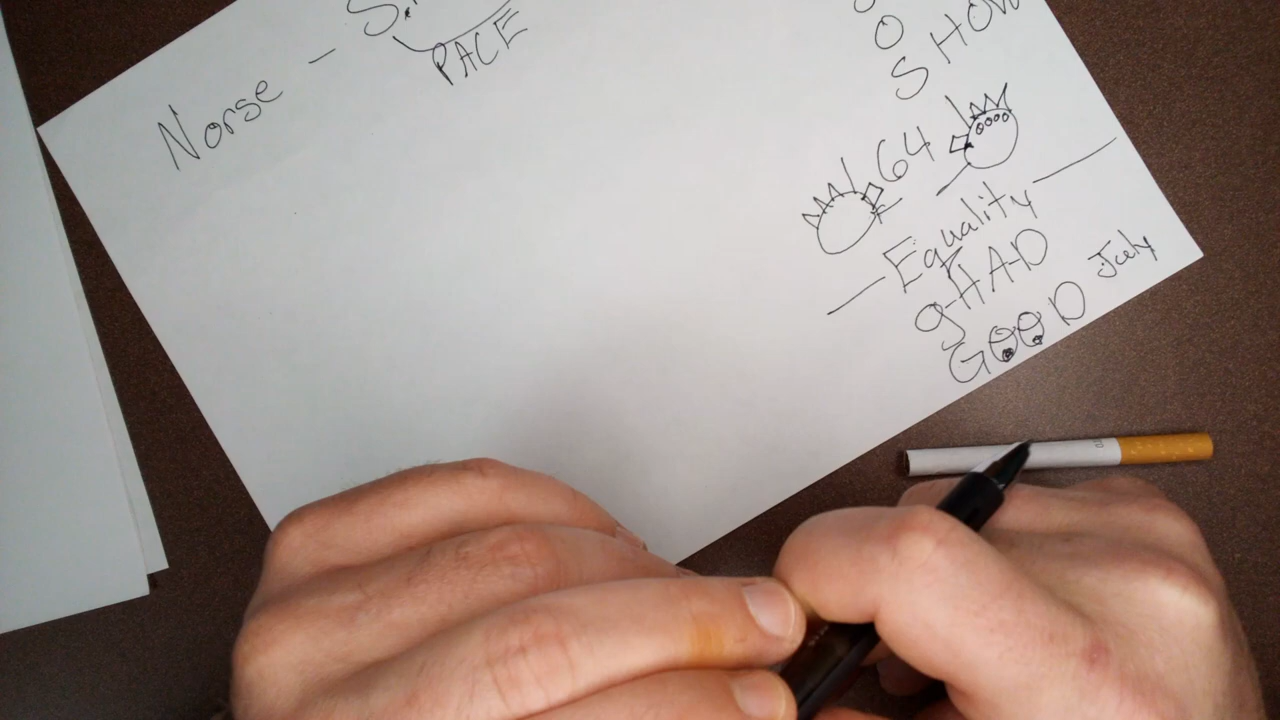 Norse –
PACE
O
SHOW
64
– Equality –
gHAD
GOOD July